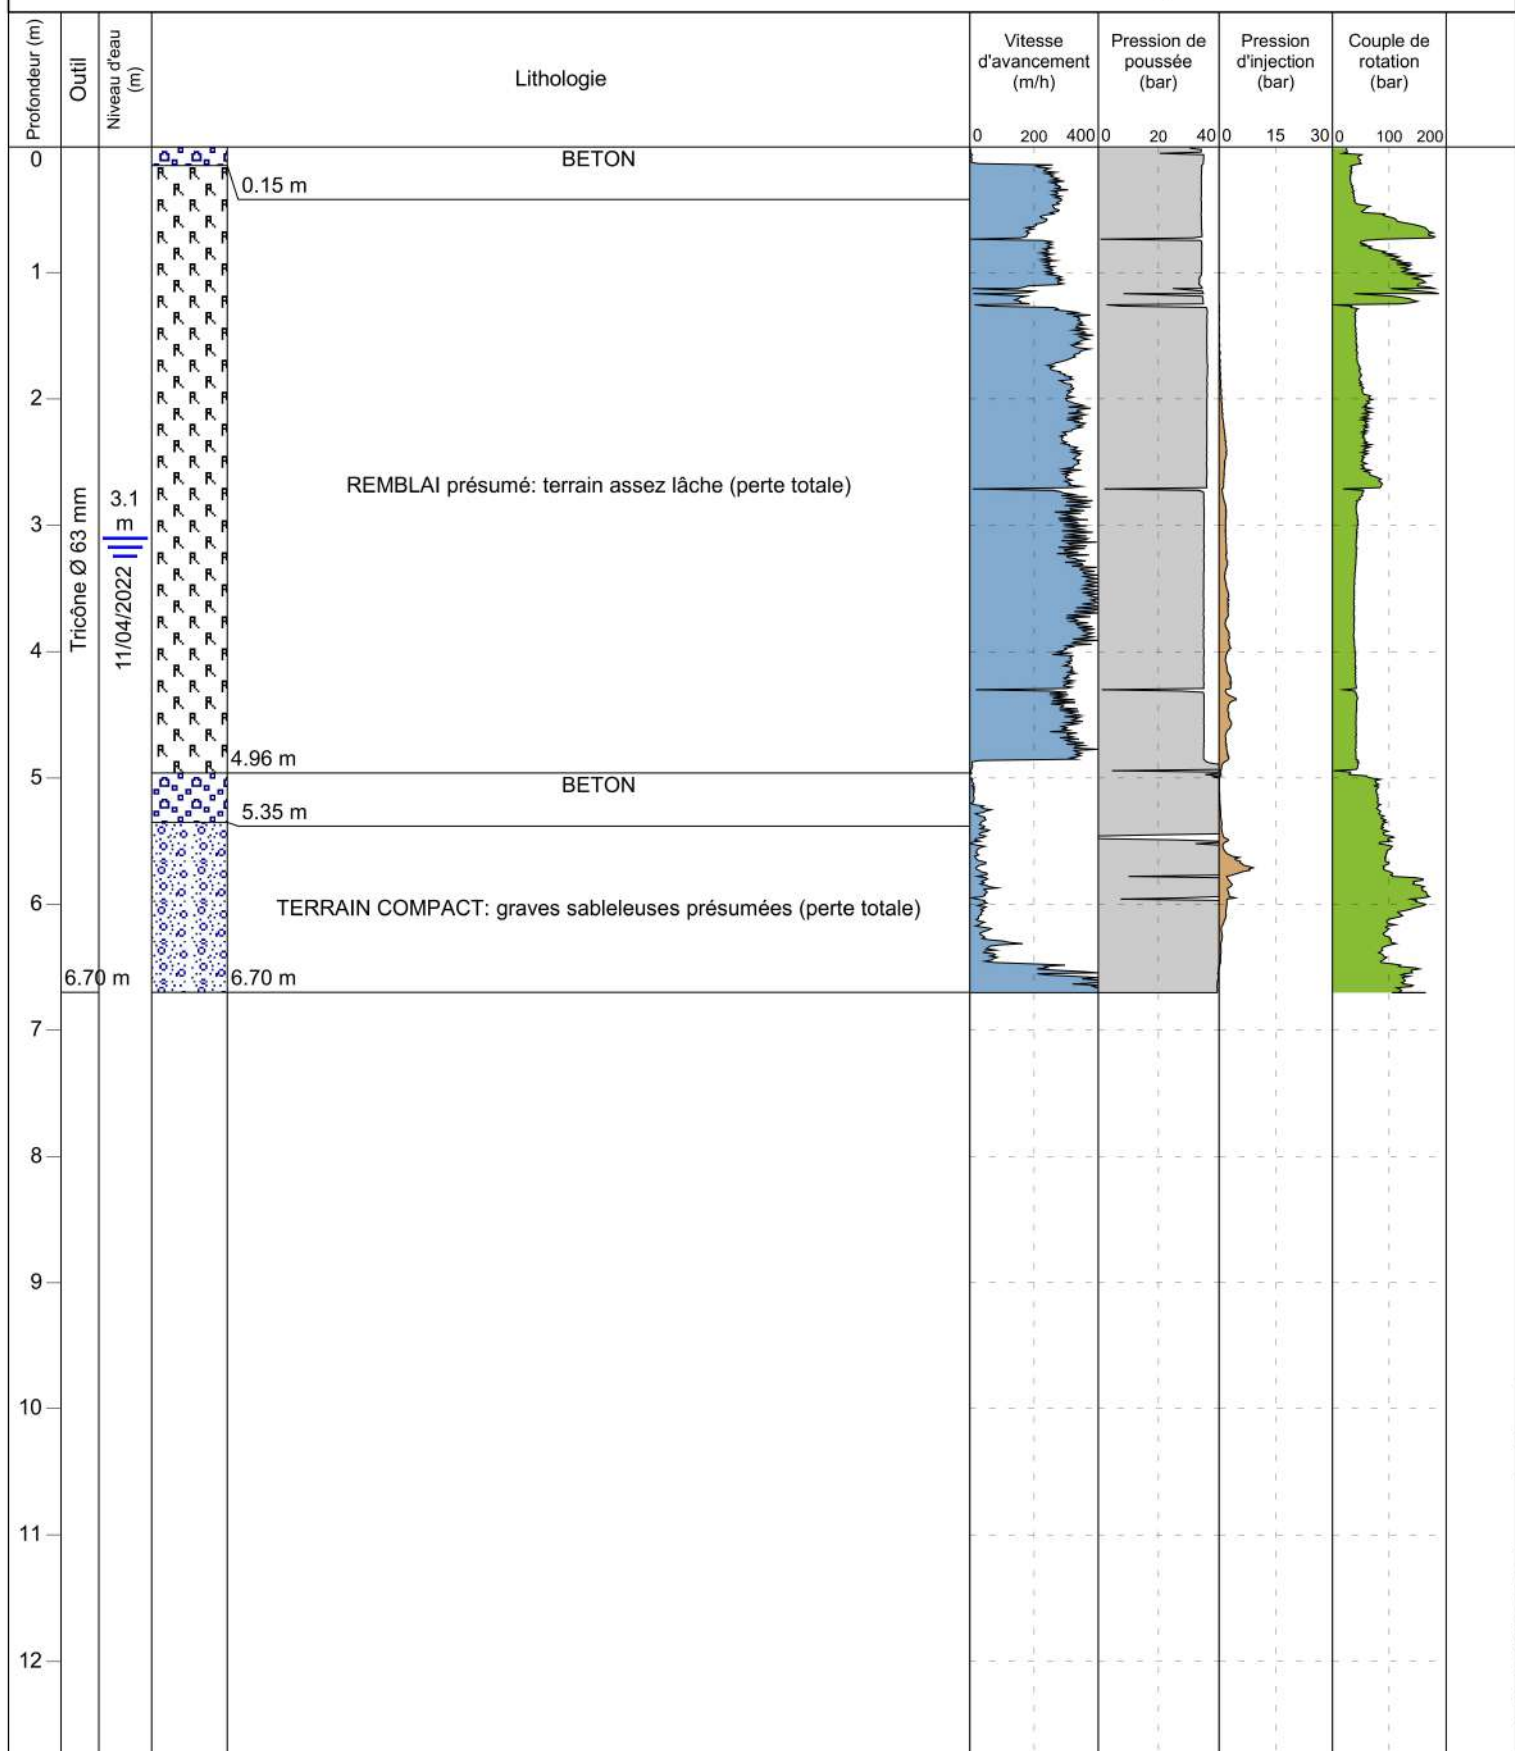 Profondeur (m)
Outil
Niveau d'eau
(m)
Lithologie
Vitesse
d'avancement
(m/h)
Pression de
poussée
(bar)
Pression
d'injection
(bar)
Couple de
rotation
(bar)
0 200 400
0 20 40
0 15 30
0 100 200
0
BETON
0.15 m
1
2
REMBLAI présumé: terrain assez lâche (perte totale)
3
Tricône Ø 63 mm
3.1
m
11/04/2022
4
4.96 m
5
BETON
5.35 m
6
TERRAIN COMPACT: graves sableleuses présumées (perte totale)
6.70 m
6.70 m
7
8
9
10
11
12